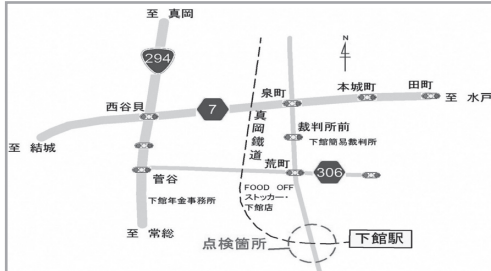 至 真岡
294
N
西谷貝
7
泉町
本城町
田町
至 水戸
真岡鐵道
裁判所前
下館簡易裁判所
至 結城
菅谷
荒町
306
下館年金事務所
FOOD OFF
ストッカー・
下館店
至 常総
点検箇所
下館駅